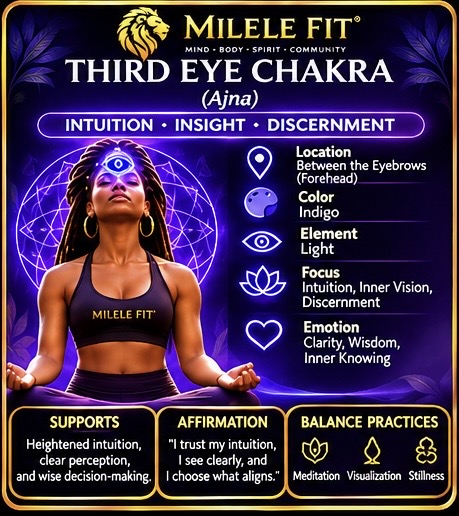 MILELE FIT®
MIND • BODY • SPIRIT • COMMUNITY
THIRD EYE CHAKRA
(Ajna)
INTUITION • INSIGHT • DISCERNMENT
Location
Between the Eyebrows
(Forehead)
Color
Indigo
Element
Light
Focus
Intuition, Inner Vision,
Discernment
Emotion
Clarity, Wisdom,
Inner Knowing
MILELE FIT
SUPPORTS
Heightened intuition,
clear perception,
and wise decision-making.
AFFIRMATION
"I trust my intuition,
I see clearly, and
I choose what aligns."
BALANCE PRACTICES
Meditation Visualization Stillness